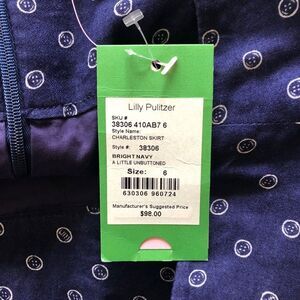 Lilly Pulitzer
SKU #
38306 410AB7 6
Style Name:
CHARLESTON SKIRT
Style #: 38306
BRIGHT NAVY
A LITTLE UNBUTTONED
Size: 6
630306 960724
Manufacturer's Suggested Price
$98.00